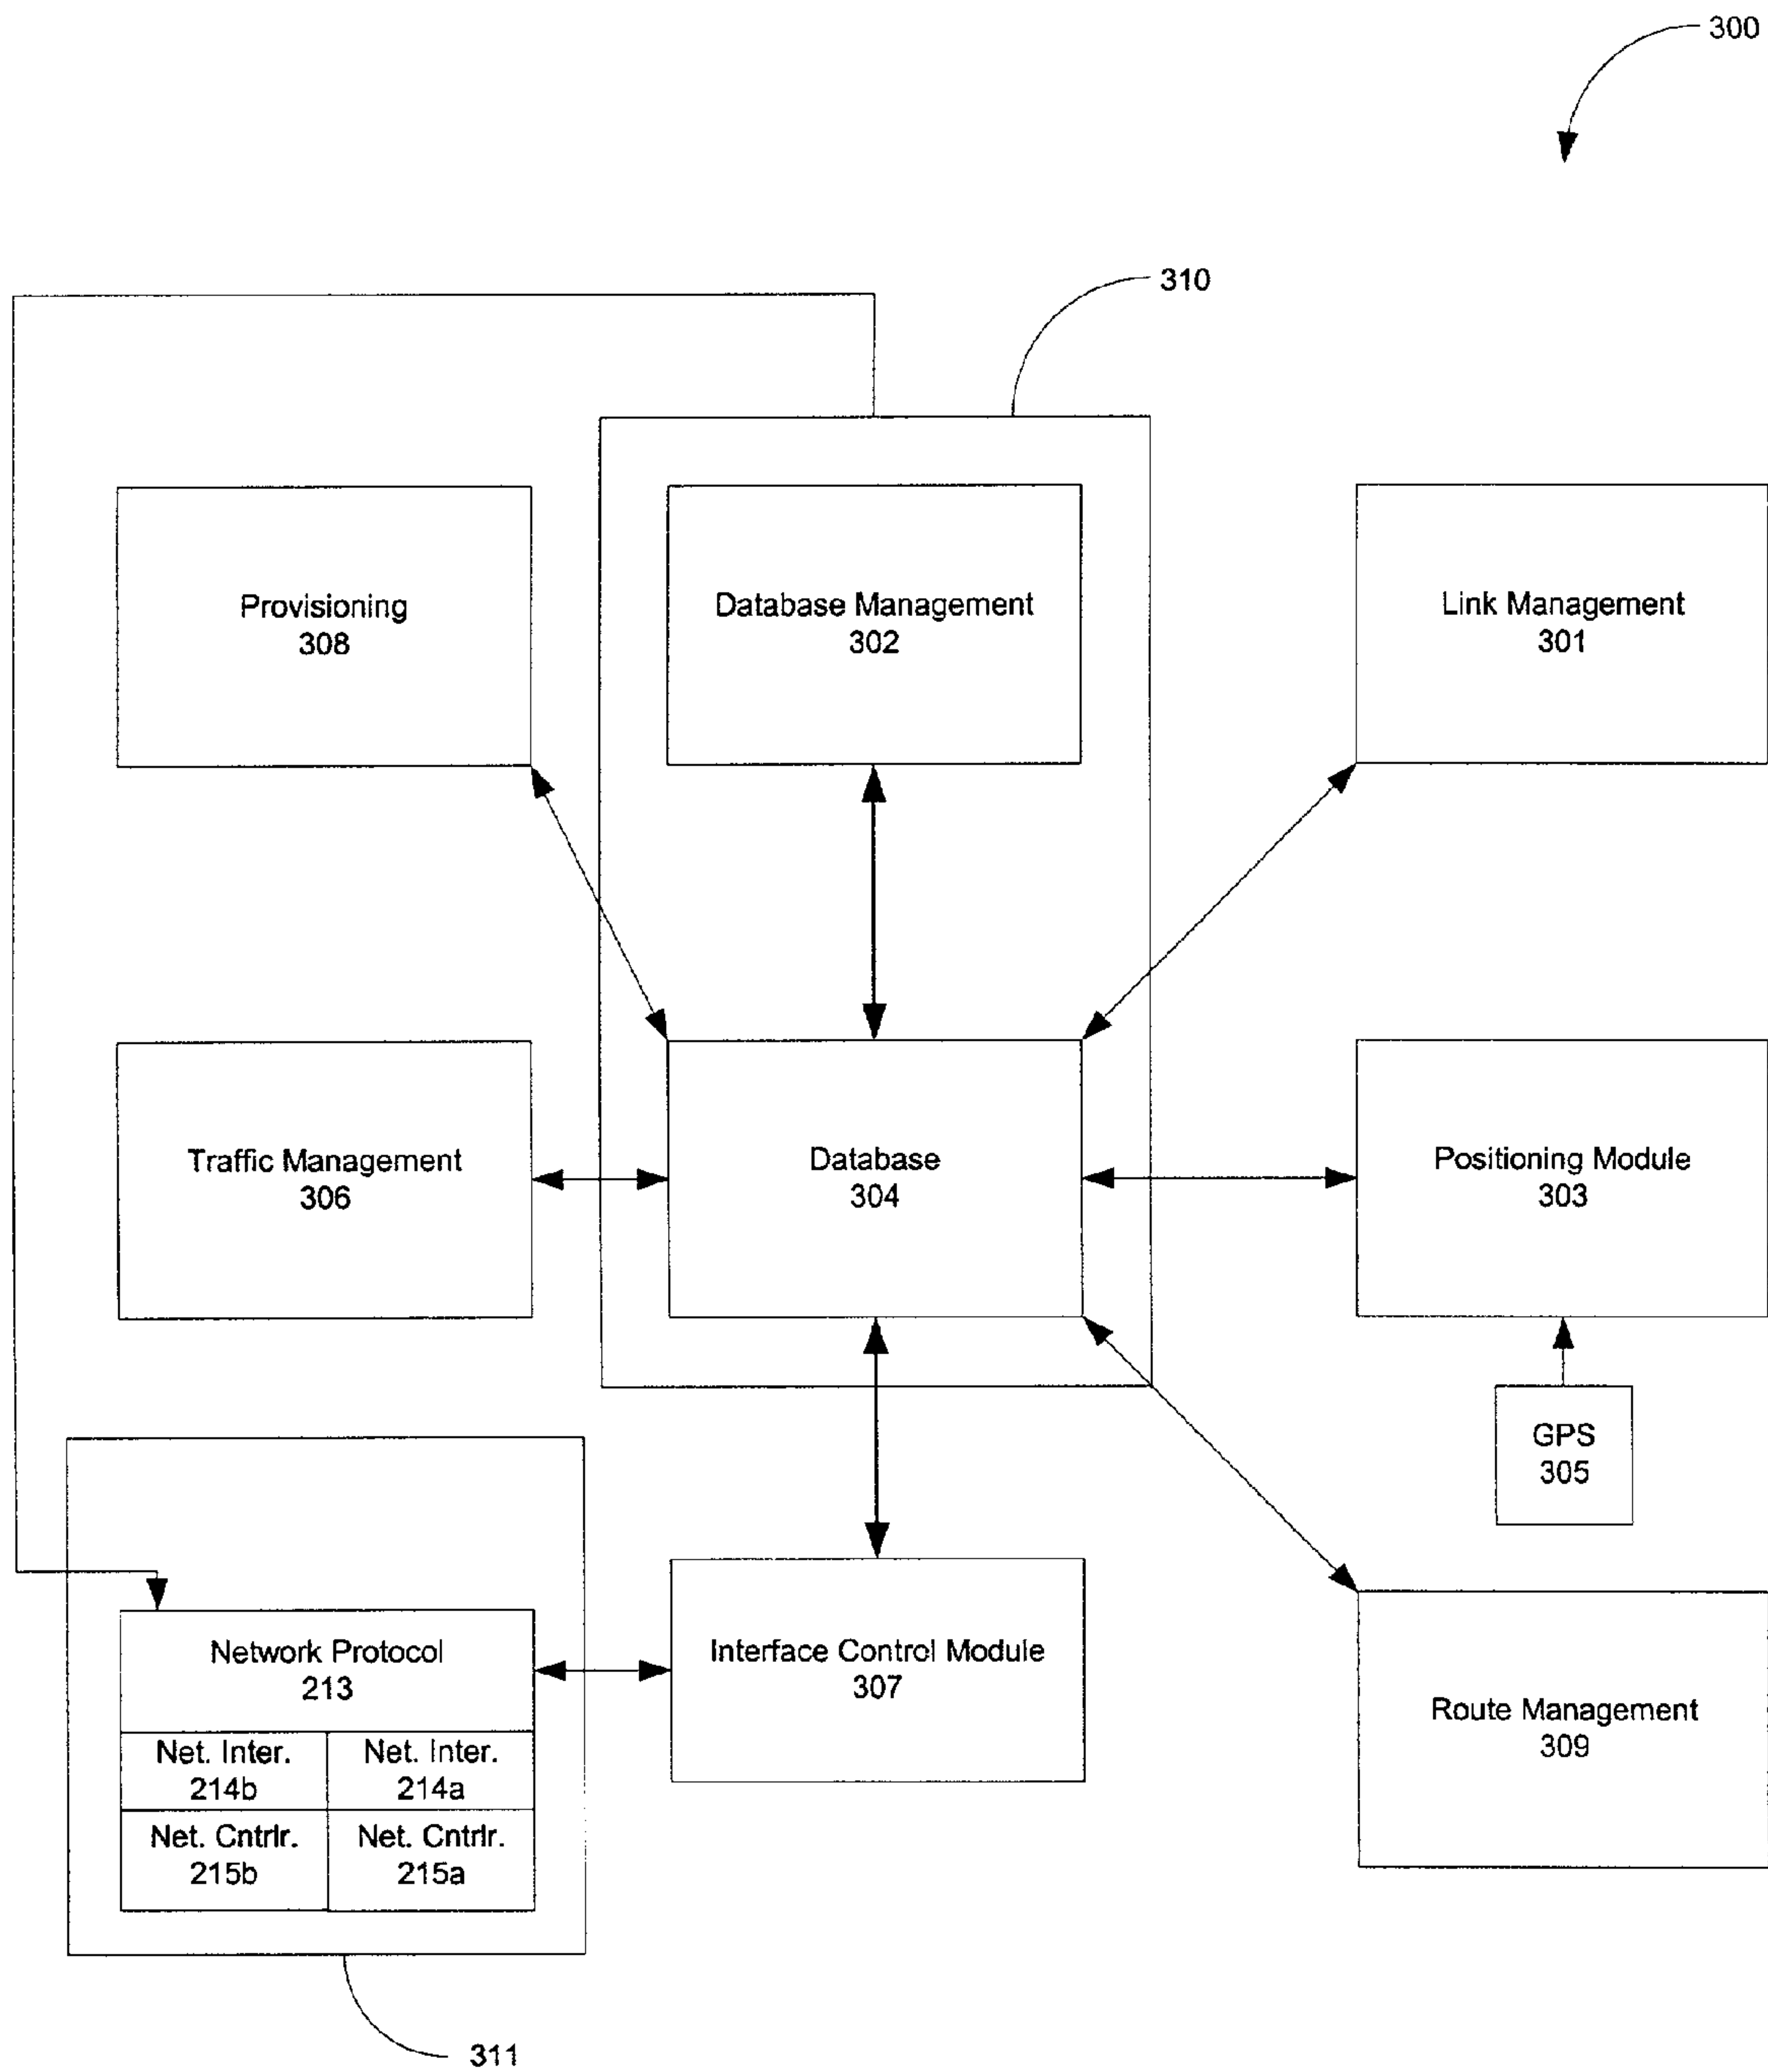 300
310
Provisioning
308
Database Management
302
Link Management
301
Traffic Management
306
Database
304
Positioning Module
303
GPS
305
Network Protocol
213
Net. Inter.
214b
Net. Inter.
214a
Net. Cntrlr.
215b
Net. Cntrlr.
215a
Interface Control Module
307
Route Management
309
311